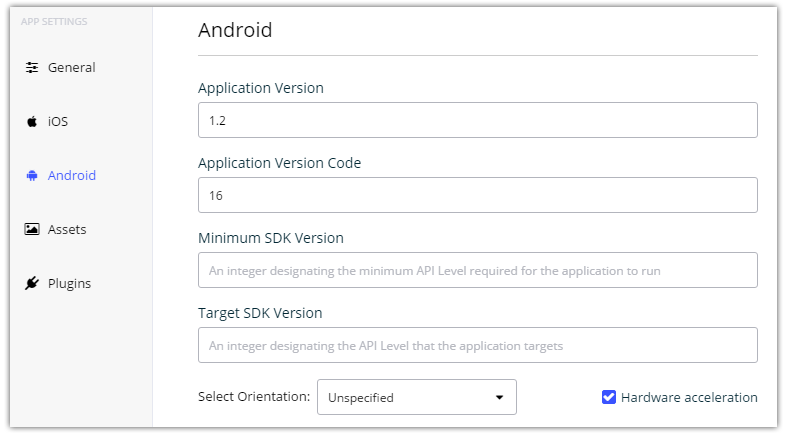 APP SETTINGS
General
iOS
Android
Assets
Plugins
Android
Application Version
1.2
Application Version Code
16
Minimum SDK Version
An integer designating the minimum API Level required for the application to run
Target SDK Version
An integer designating the API Level that the application targets
Select Orientation: Unspecified Hardware acceleration